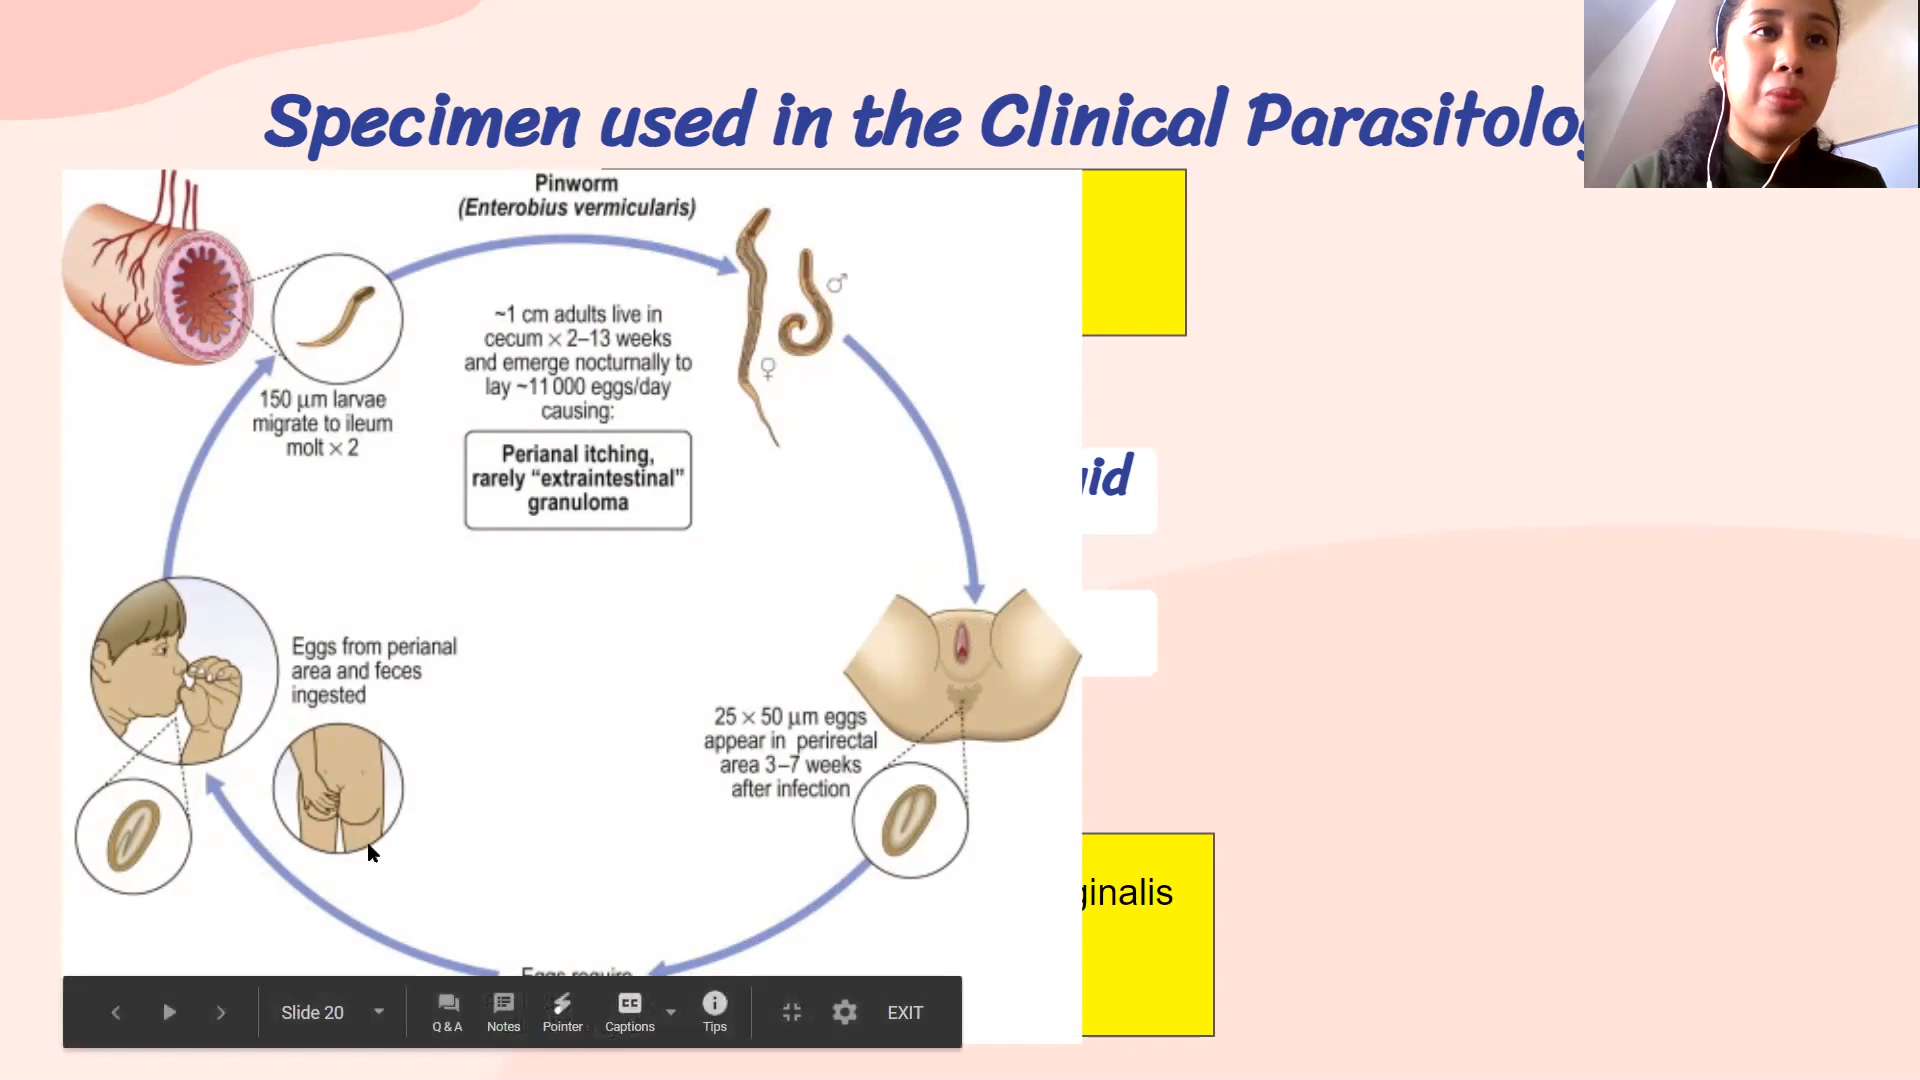 Specimen used in the Clinical
Pinworm
(Enterobius vermicularis)
♂
~1 cm adults live in
cecum × 2–13 weeks
and emerge nocturnally to
lay ~11 000 eggs/day
causing:
♀
150 μm larvae
migrate to ileum
molt × 2
Perianal itching,
rarely “extraintestinal”
granuloma
Eggs from perianal
area and feces
ingested
25 × 50 μm eggs
appear in perirectal
area 3–7 weeks
after infection
Eggs require
Slide 20
Q & A
Notes
Pointer
CC
Captions
Tips
EXIT